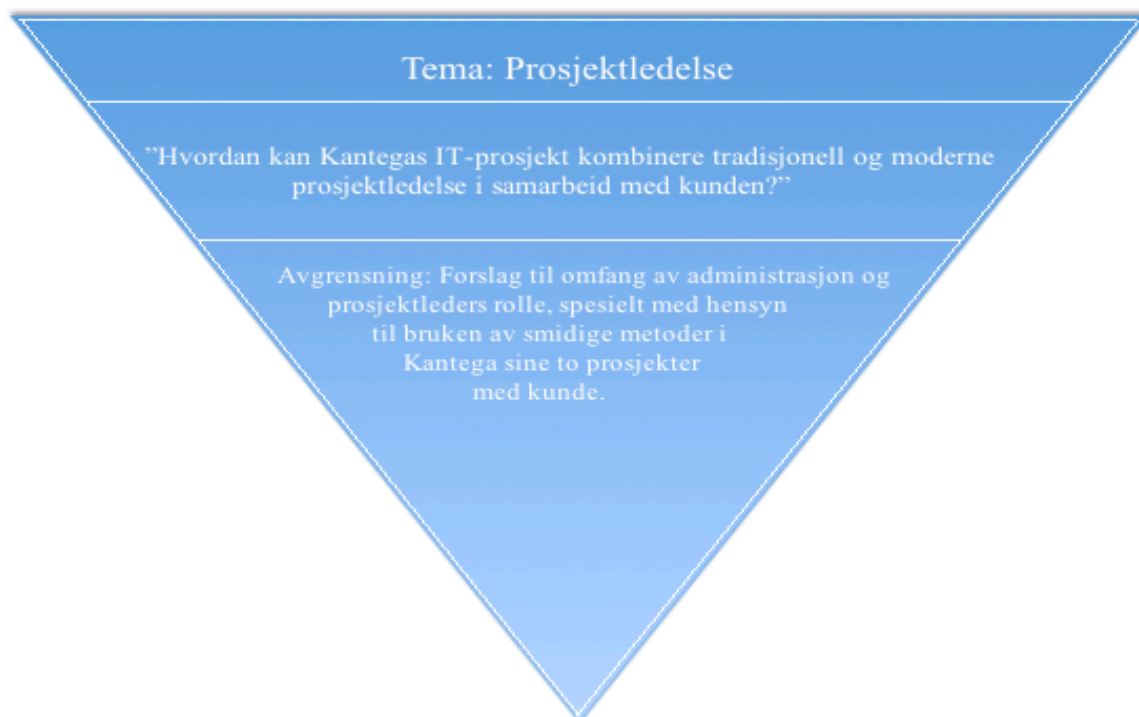 Tema: Prosjektledelse
”Hvordan kan Kantegas IT-prosjekt kombinere tradisjonell og moderne
prosjektledelse i samarbeid med kunden?”
Avgrensning: Forslag til omfang av administrasjon og
prosjektleders rolle, spesielt med hensyn
til bruken av smidige metoder i
Kantega sine to prosjekter
med kunde.